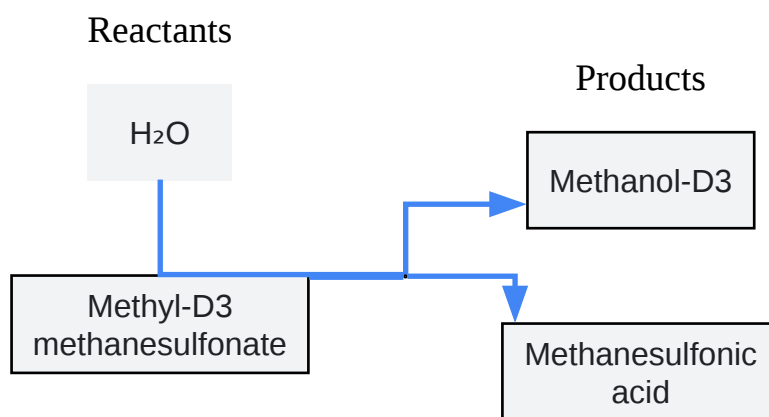 Reactants
Products
H₂O
Methanol-D3
Methyl-D3
methanesulfonate
Methanesulfonic
acid